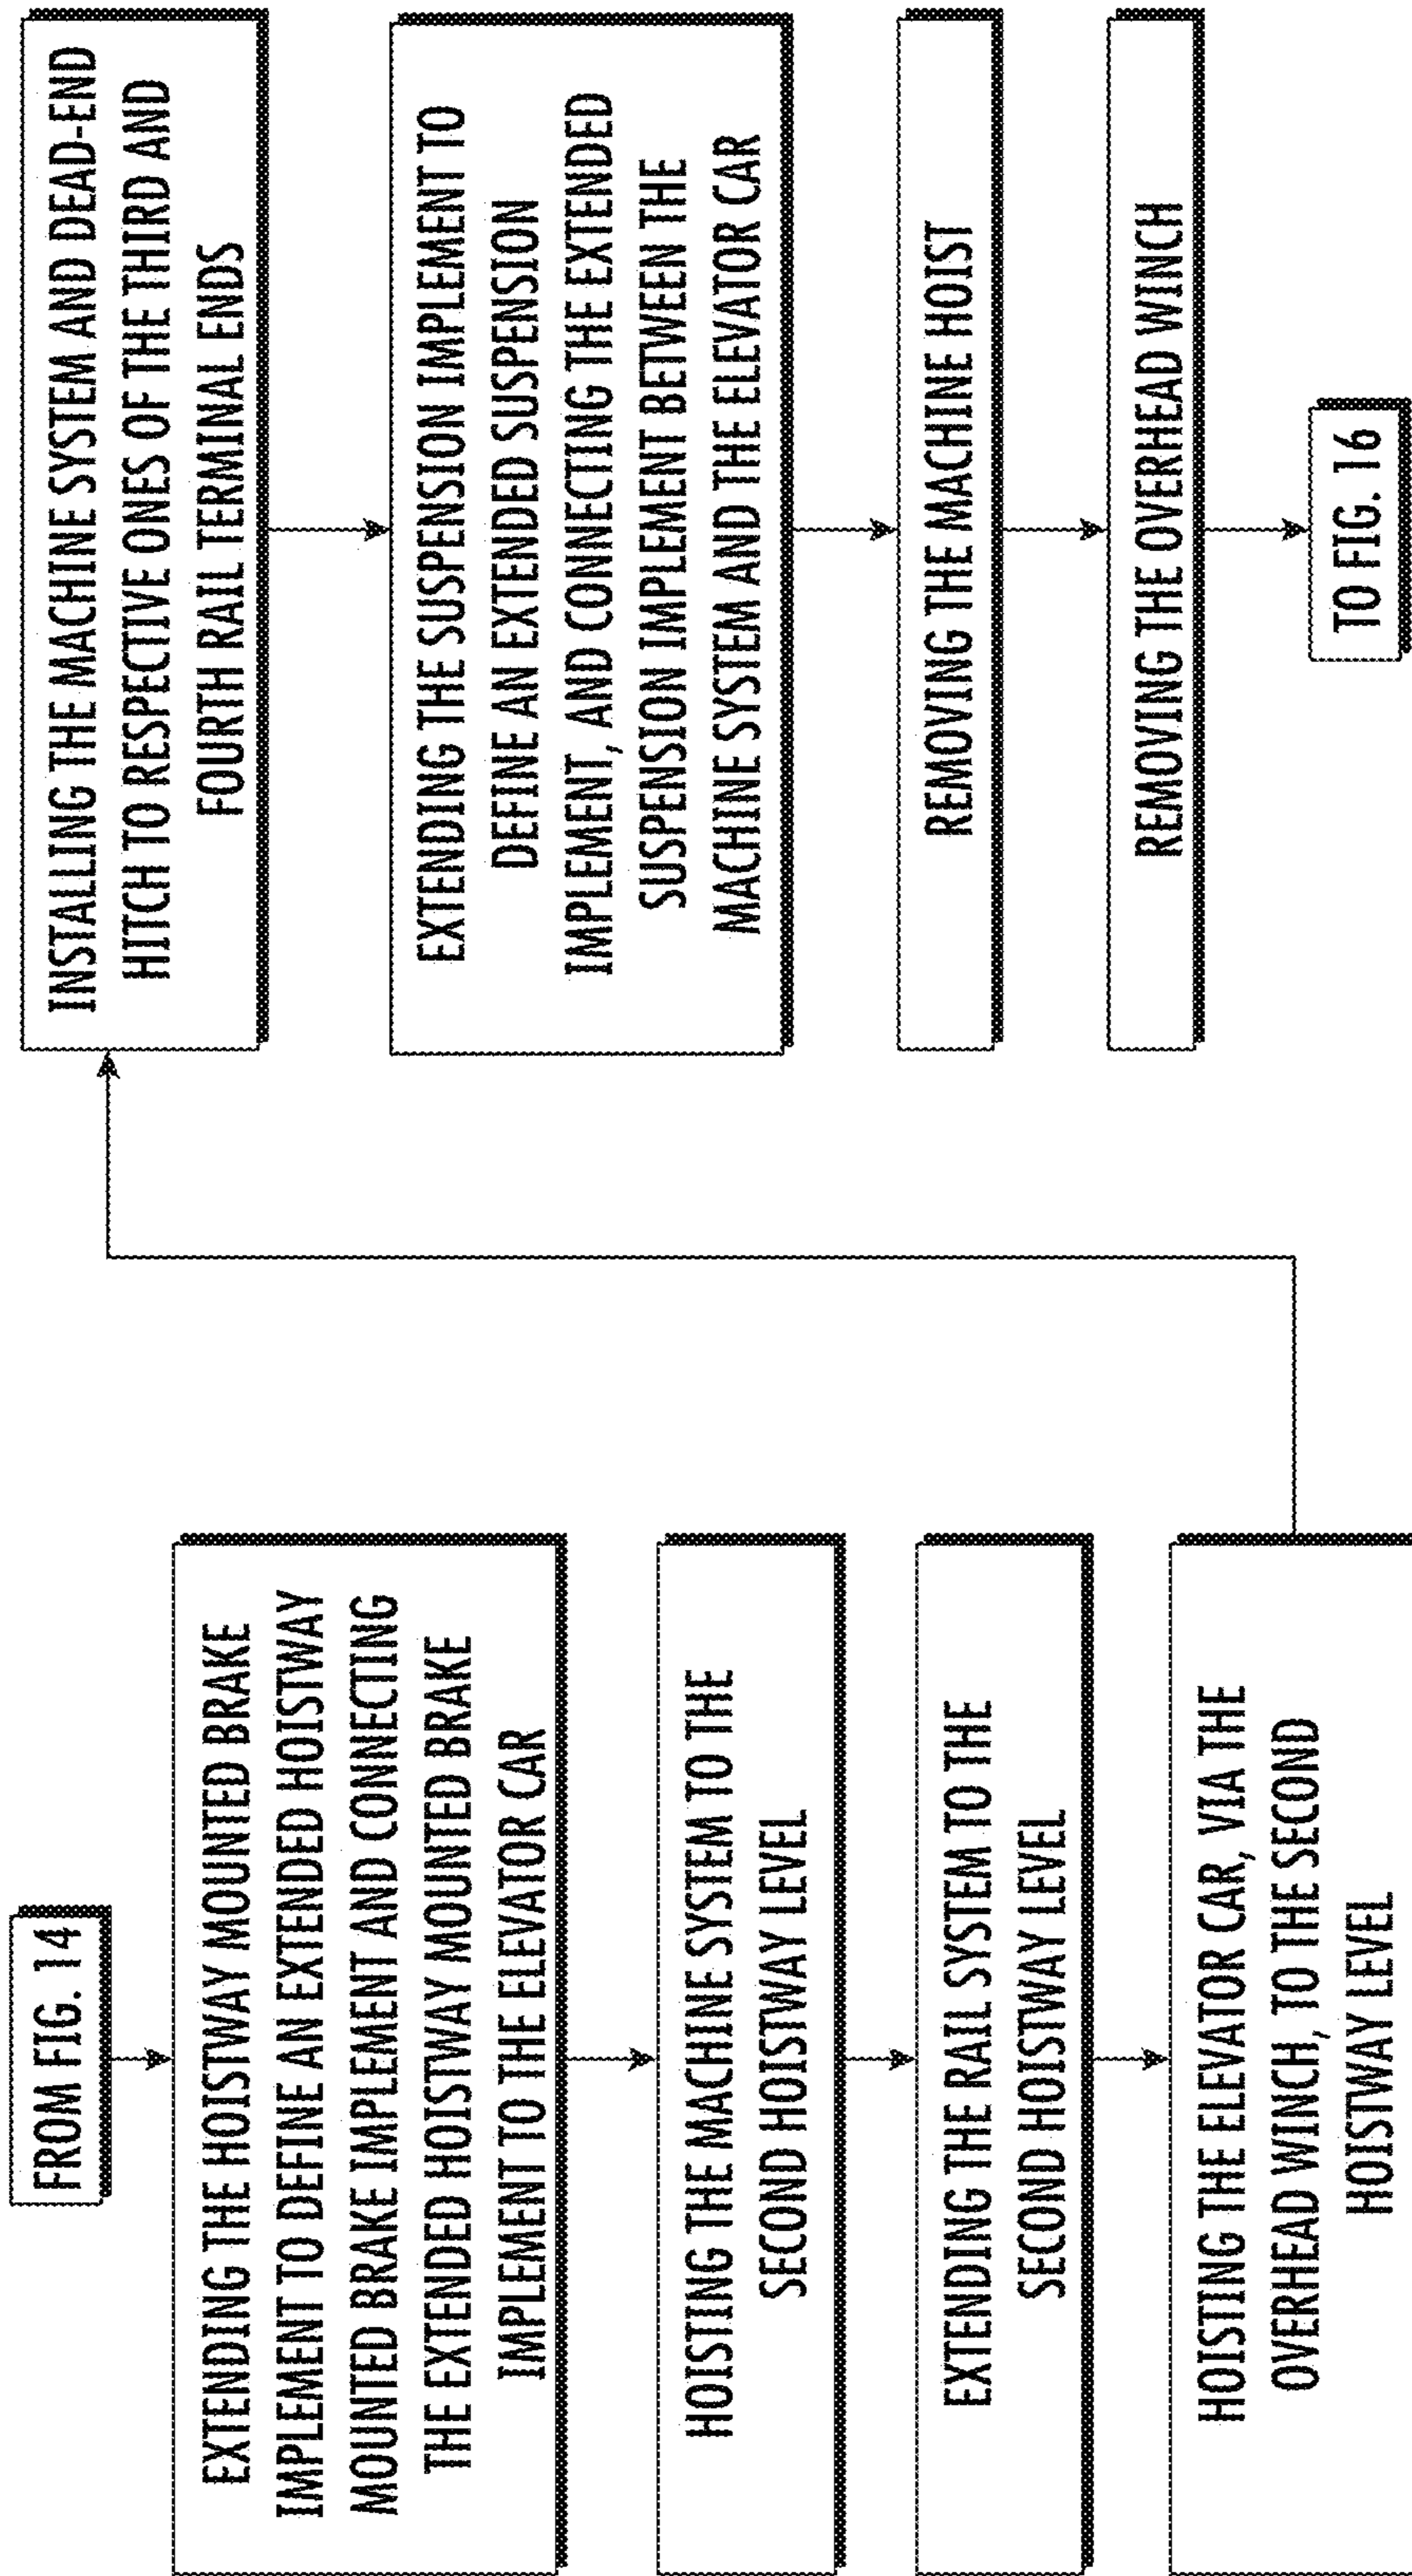 FROM FIG. 14
EXTENDING THE HOISTWAY MOUNTED BRAKE
IMPLEMENT TO DEFINE AN EXTENDED HOISTWAY
MOUNTED BRAKE IMPLEMENT AND CONNECTING
THE EXTENDED HOISTWAY MOUNTED BRAKE
IMPLEMENT TO THE ELEVATOR CAR
HOISTING THE MACHINE SYSTEM TO THE
SECOND HOISTWAY LEVEL
EXTENDING THE RAIL SYSTEM TO THE
SECOND HOISTWAY LEVEL
HOISTING THE ELEVATOR CAR, VIA THE
OVERHEAD WINCH, TO THE SECOND
HOISTWAY LEVEL
INSTALLING THE MACHINE SYSTEM AND DEAD-END
HITCH TO RESPECTIVE ONES OF THE THIRD AND
FOURTH RAIL TERMINAL ENDS
EXTENDING THE SUSPENSION IMPLEMENT TO
DEFINE AN EXTENDED SUSPENSION
IMPLEMENT, AND CONNECTING THE EXTENDED
SUSPENSION IMPLEMENT BETWEEN THE
MACHINE SYSTEM AND THE ELEVATOR CAR
REMOVING THE MACHINE HOIST
REMOVING THE OVERHEAD WINCH
TO FIG. 16